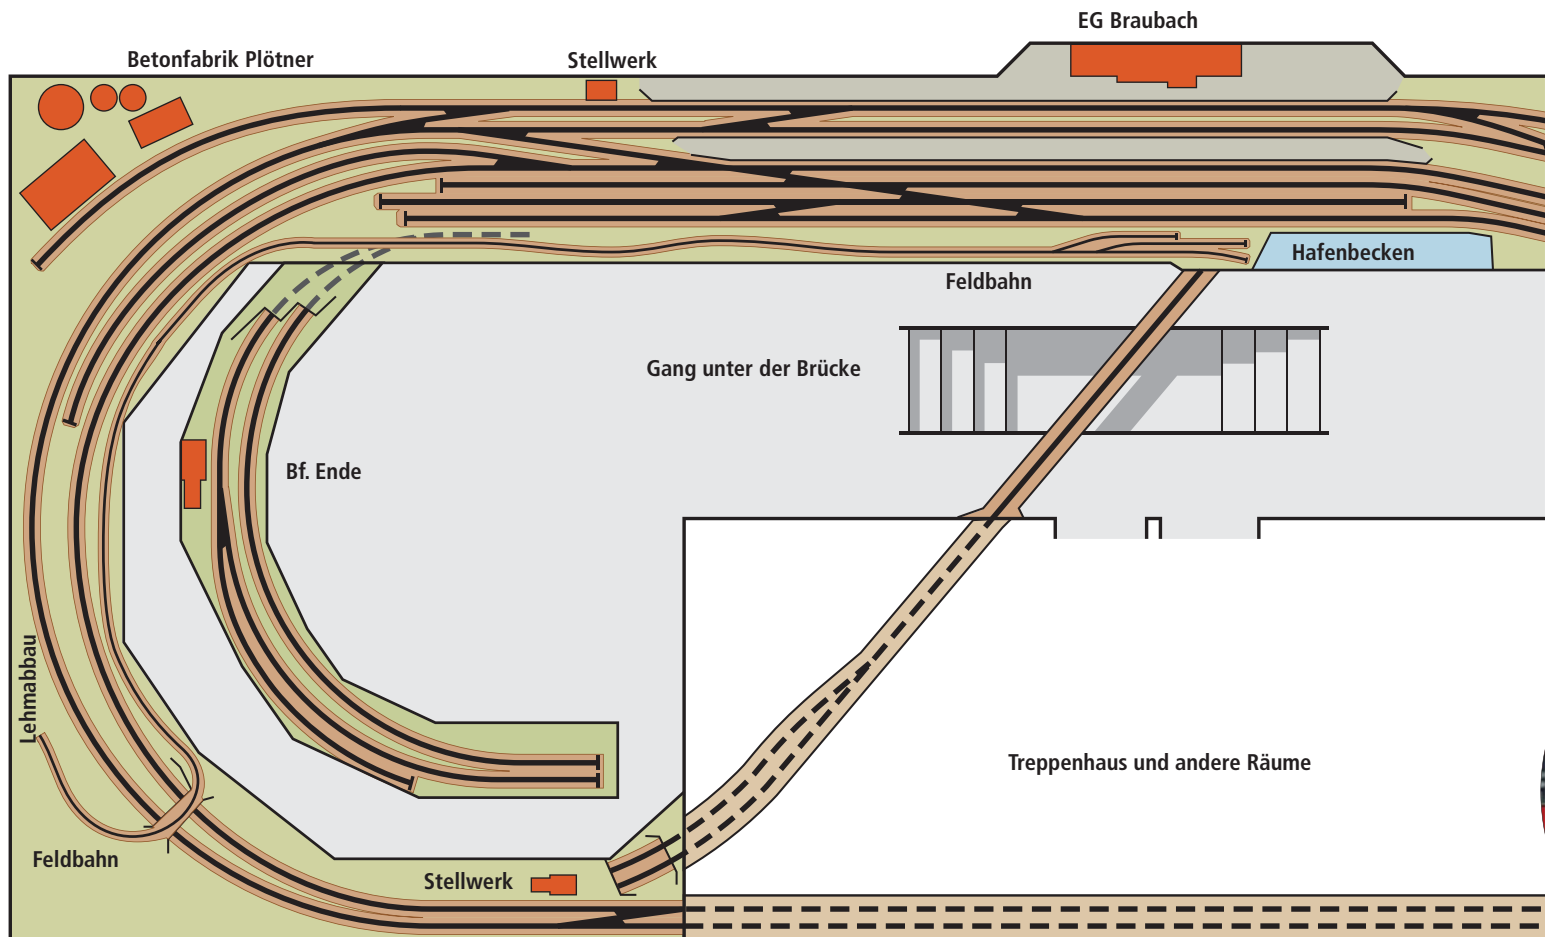 EG Braubach
Betonfabrik Plötner
Stellwerk
Hafenbecken
Feldbahn
Gang unter der Brücke
Bf. Ende
Lehmabbau
Treppenhaus und andere Räume
Feldbahn
Stellwerk